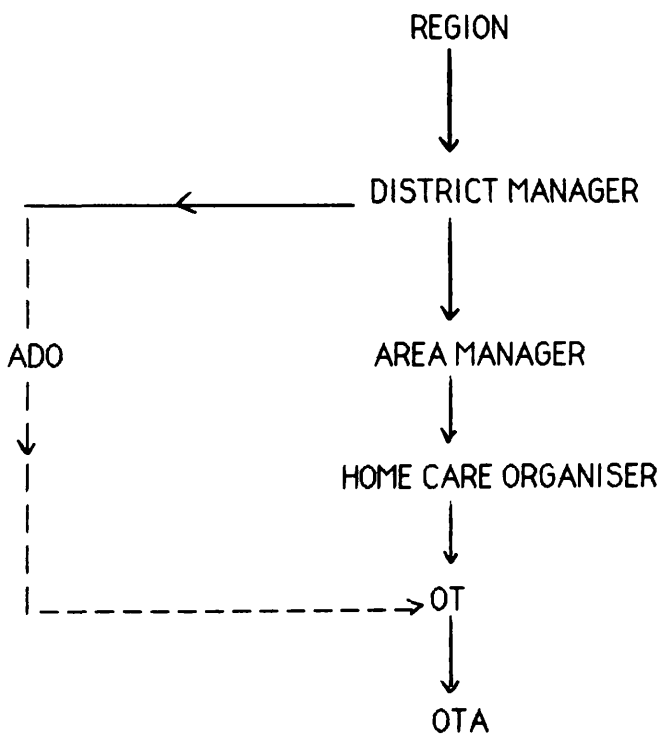 REGION
DISTRICT MANAGER
ADO
AREA MANAGER
HOME CARE ORGANISER
OT
OTA